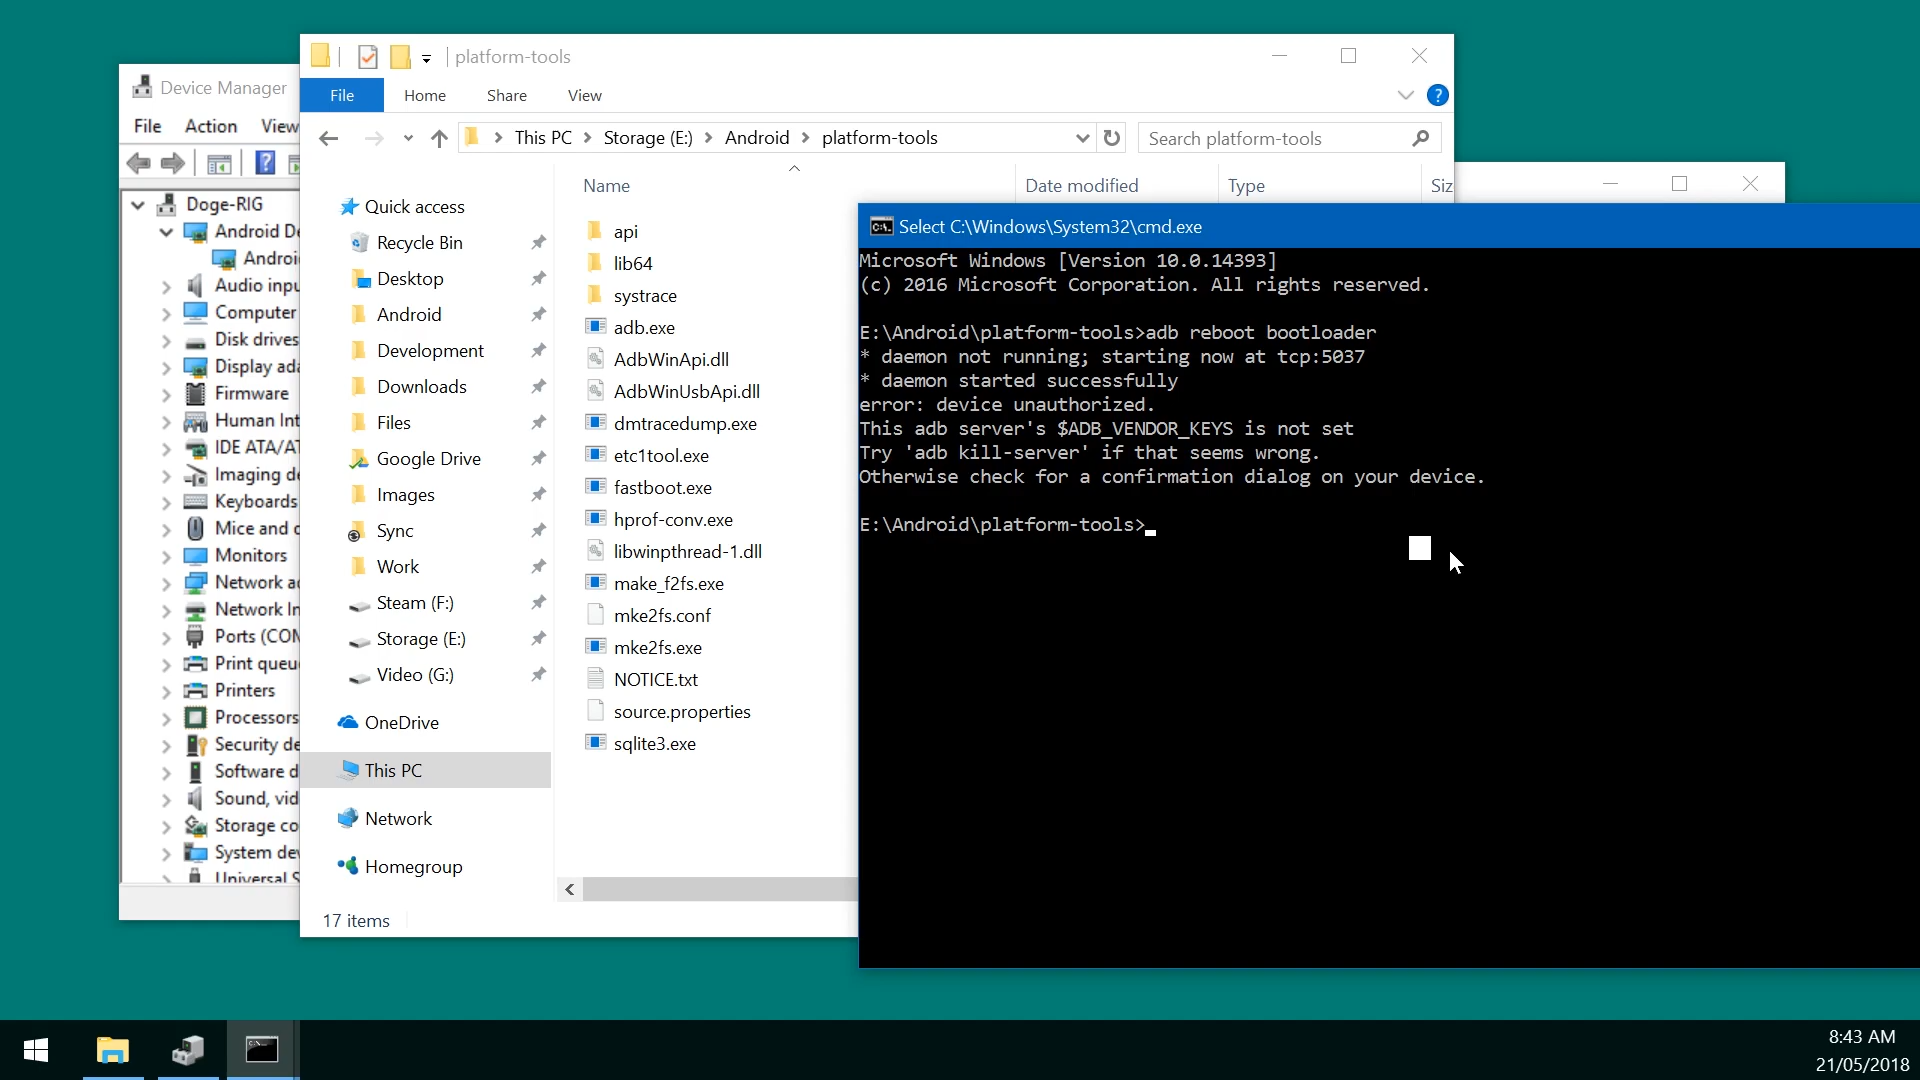 Device Manager
File Action View
Doge-RIG
Android De
Androi
Audio inpu
Computer
Disk drives
Display ada
Firmware
Human Int
IDE ATA/AT
Imaging de
Keyboards
Mice and o
Monitors
Network ad
Network In
Ports (COM
Print queu
Printers
Processors
Security de
Software d
Sound, vid
Storage co
System dev
Universal S
platform-tools
File Home Share View
This PC Storage (E:) Android platform-tools
Search platform-tools
Quick access
Recycle Bin
Desktop
Android
Development
Downloads
Files
Google Drive
Images
Sync
Work
Steam (F:)
Storage (E:)
Video (G:)
OneDrive
This PC
Network
Homegroup
17 items
Name Date modified Type Siz
api
lib64
systrace
adb.exe
AdbWinApi.dll
AdbWinUsbApi.dll
dmtracedump.exe
etc1tool.exe
fastboot.exe
hprof-conv.exe
libwinpthread-1.dll
make_f2fs.exe
mke2fs.conf
mke2fs.exe
NOTICE.txt
source.properties
sqlite3.exe
Select C:\Windows\System32\cmd.exe
Microsoft Windows [Version 10.0.14393]
(c) 2016 Microsoft Corporation. All rights reserved.
E:\Android\platform-tools>adb reboot bootloader
* daemon not running; starting now at tcp:5037
* daemon started successfully
error: device unauthorized.
This adb server's $ADB_VENDOR_KEYS is not set
Try 'adb kill-server' if that seems wrong.
Otherwise check for a confirmation dialog on your device.
E:\Android\platform-tools>_
8:43 AM
21/05/2018